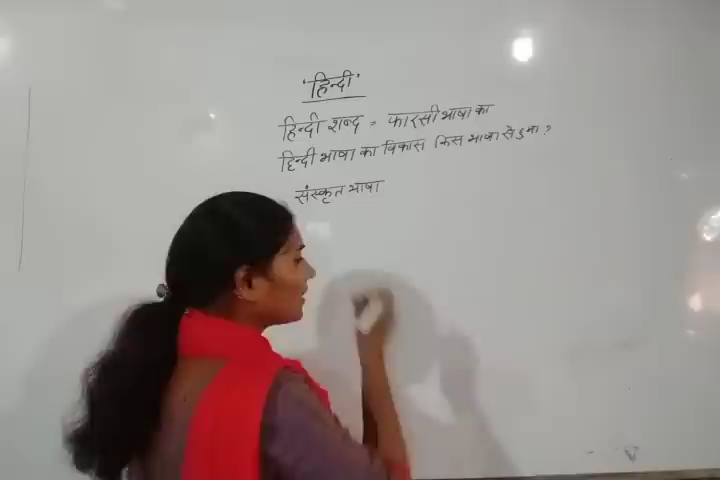 'हिन्दी'
हिन्दी शब्द = फारसी भाषा का
हिन्दी भाषा का विकास किस भाषा से हुआ ?
संस्कृत भाषा